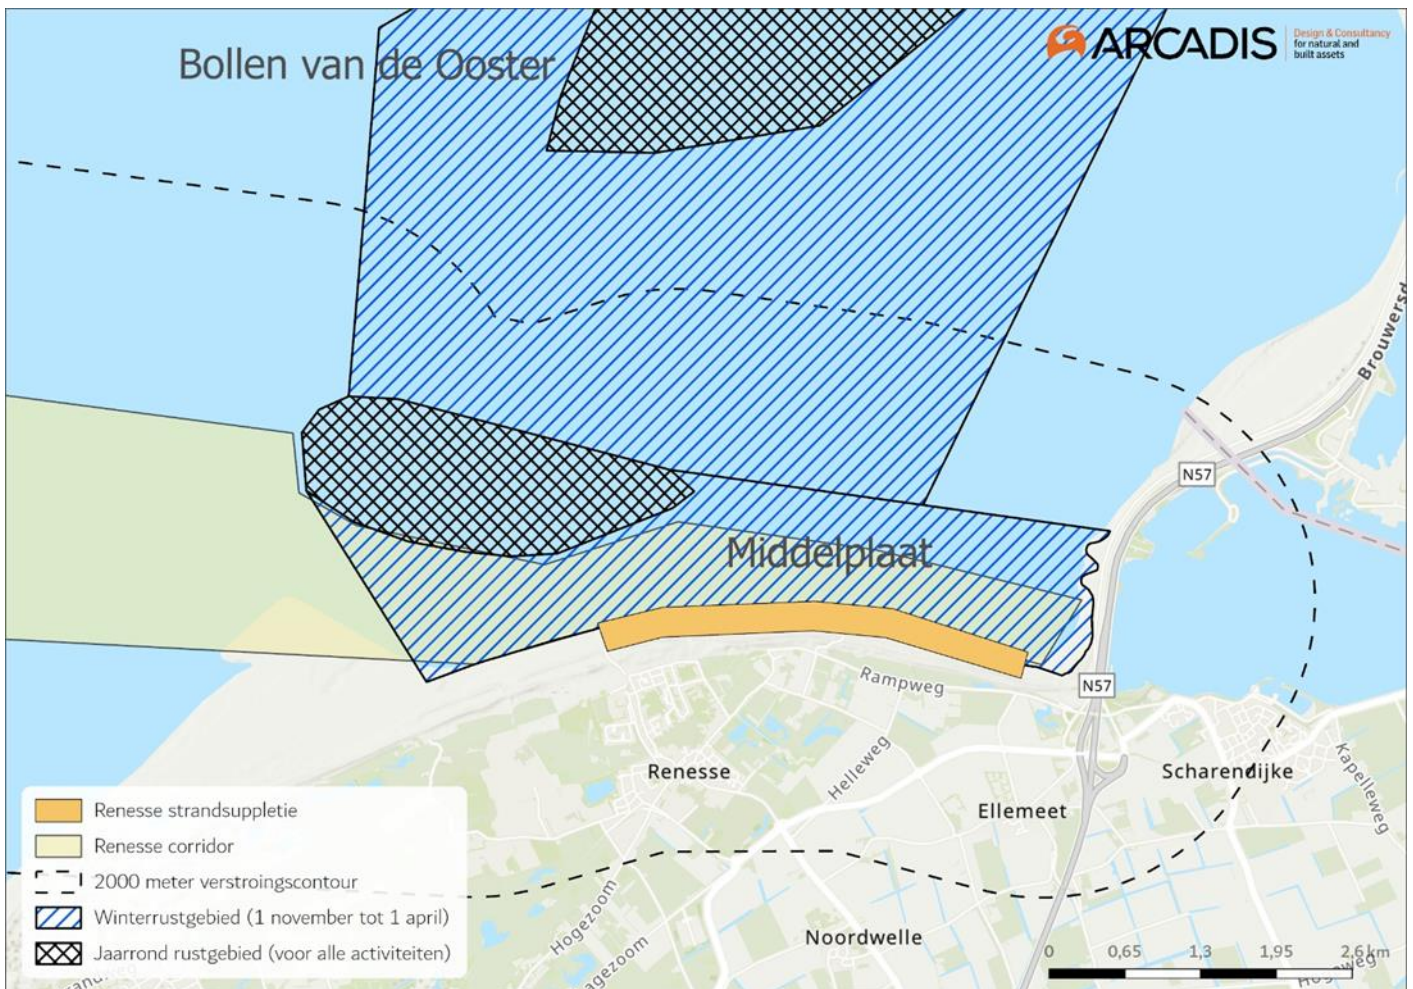 Bollen van de Ooster
ARCADIS
Design & Consultancy
for natural and
built assets
Brouwersd
N57
Middelplaat
N57
Rampweg
Renesse
Helleweg
Scharendijke
Kapelleweg
Ellemeet
Renesse strandsuppletie
Renesse corridor
2000 meter verstroingscontour
Winterrustgebied (1 november tot 1 april)
Jaarrond rustgebied (voor alle activiteiten)
Hogezoom
Noordwelle
0 0,65 1,3 1,95 2,6 km